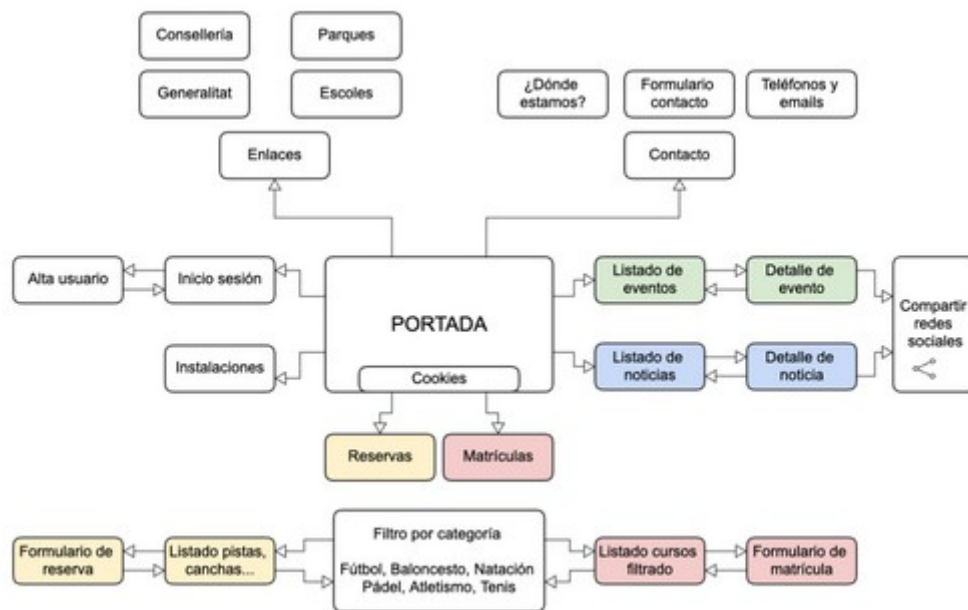 Consellería
Parques
Generalitat
Escoles
¿Dónde
estamos?
Formulario
contacto
Teléfonos y
emails
Enlaces
Contacto
Alta usuario
Inicio sesión
PORTADA
Listado de
eventos
Detalle de
evento
Compartir
redes
sociales
Instalaciones
Cookies
Listado de
noticias
Detalle de
noticia
Reservas
Matrículas
Formulario de
reserva
Listado pistas,
canchas...
Filtro por categoría
Fútbol, Baloncesto, Natación
Pádel, Atletismo, Tenis
Listado cursos
filtrado
Formulario de
matrícula